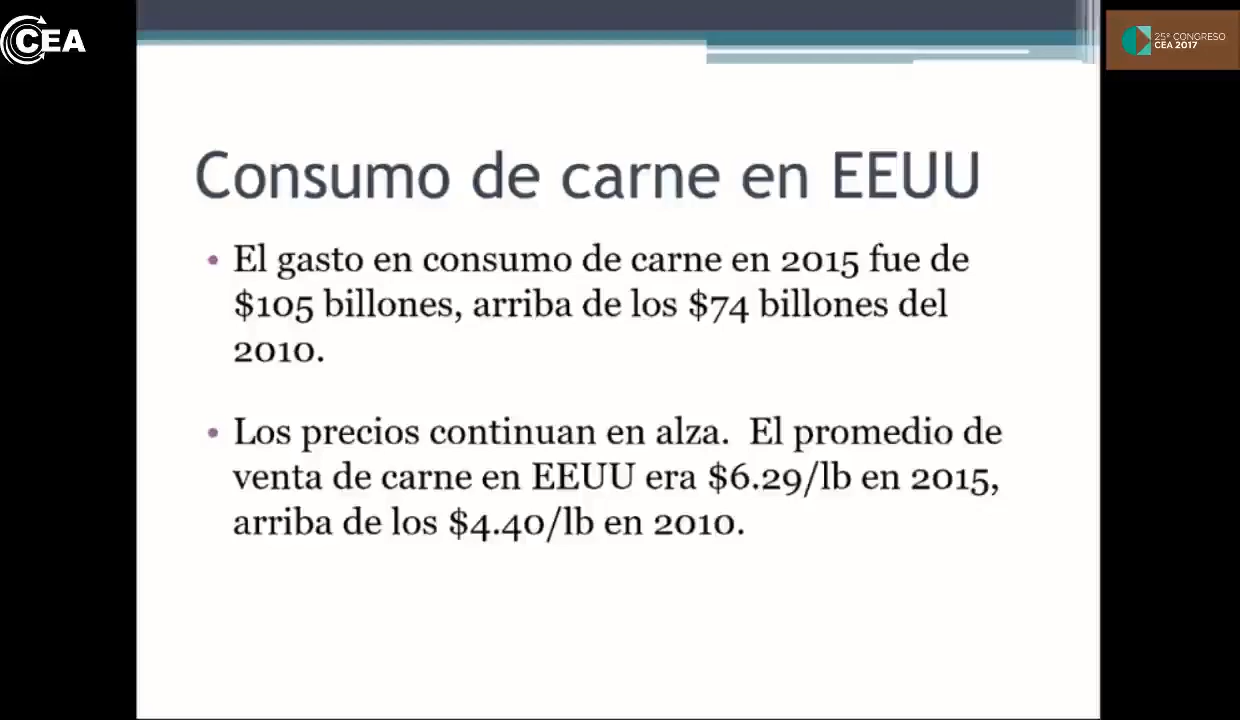 CEA
25º CONGRESO
CEA 2017
Consumo de carne en EEUU
• El gasto en consumo de carne en 2015 fue de
$105 billones, arriba de los $74 billones del
2010.
• Los precios continuan en alza. El promedio de
venta de carne en EEUU era $6.29/lb en 2015,
arriba de los $4.40/lb en 2010.